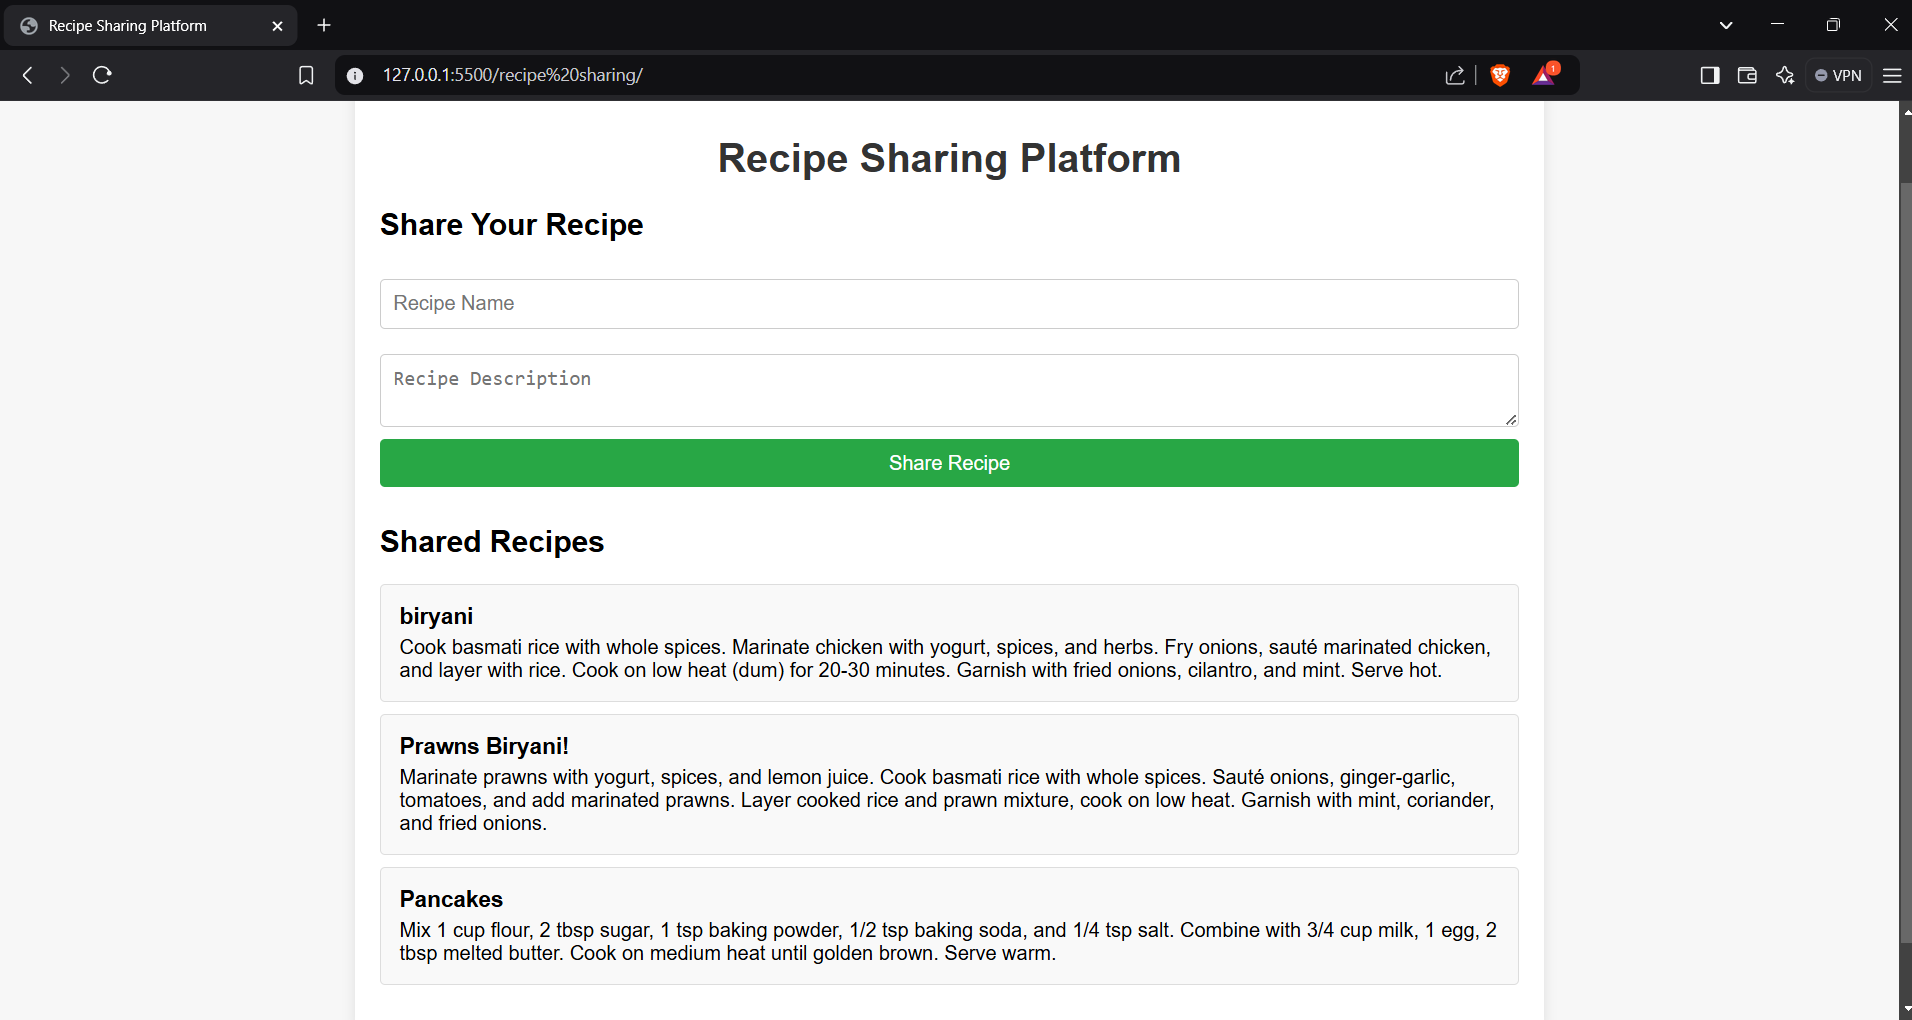 Recipe Sharing Platform
127.0.0.1:5500/recipe%20sharing/
1
VPN
Recipe Sharing Platform
Share Your Recipe
Recipe Name
Recipe Description
Share Recipe
Shared Recipes
biryani
Cook basmati rice with whole spices. Marinate chicken with yogurt, spices, and herbs. Fry onions, sauté marinated chicken,
and layer with rice. Cook on low heat (dum) for 20-30 minutes. Garnish with fried onions, cilantro, and mint. Serve hot.
Prawns Biryani!
Marinate prawns with yogurt, spices, and lemon juice. Cook basmati rice with whole spices. Sauté onions, ginger-garlic,
tomatoes, and add marinated prawns. Layer cooked rice and prawn mixture, cook on low heat. Garnish with mint, coriander,
and fried onions.
Pancakes
Mix 1 cup flour, 2 tbsp sugar, 1 tsp baking powder, 1/2 tsp baking soda, and 1/4 tsp salt. Combine with 3/4 cup milk, 1 egg, 2
tbsp melted butter. Cook on medium heat until golden brown. Serve warm.